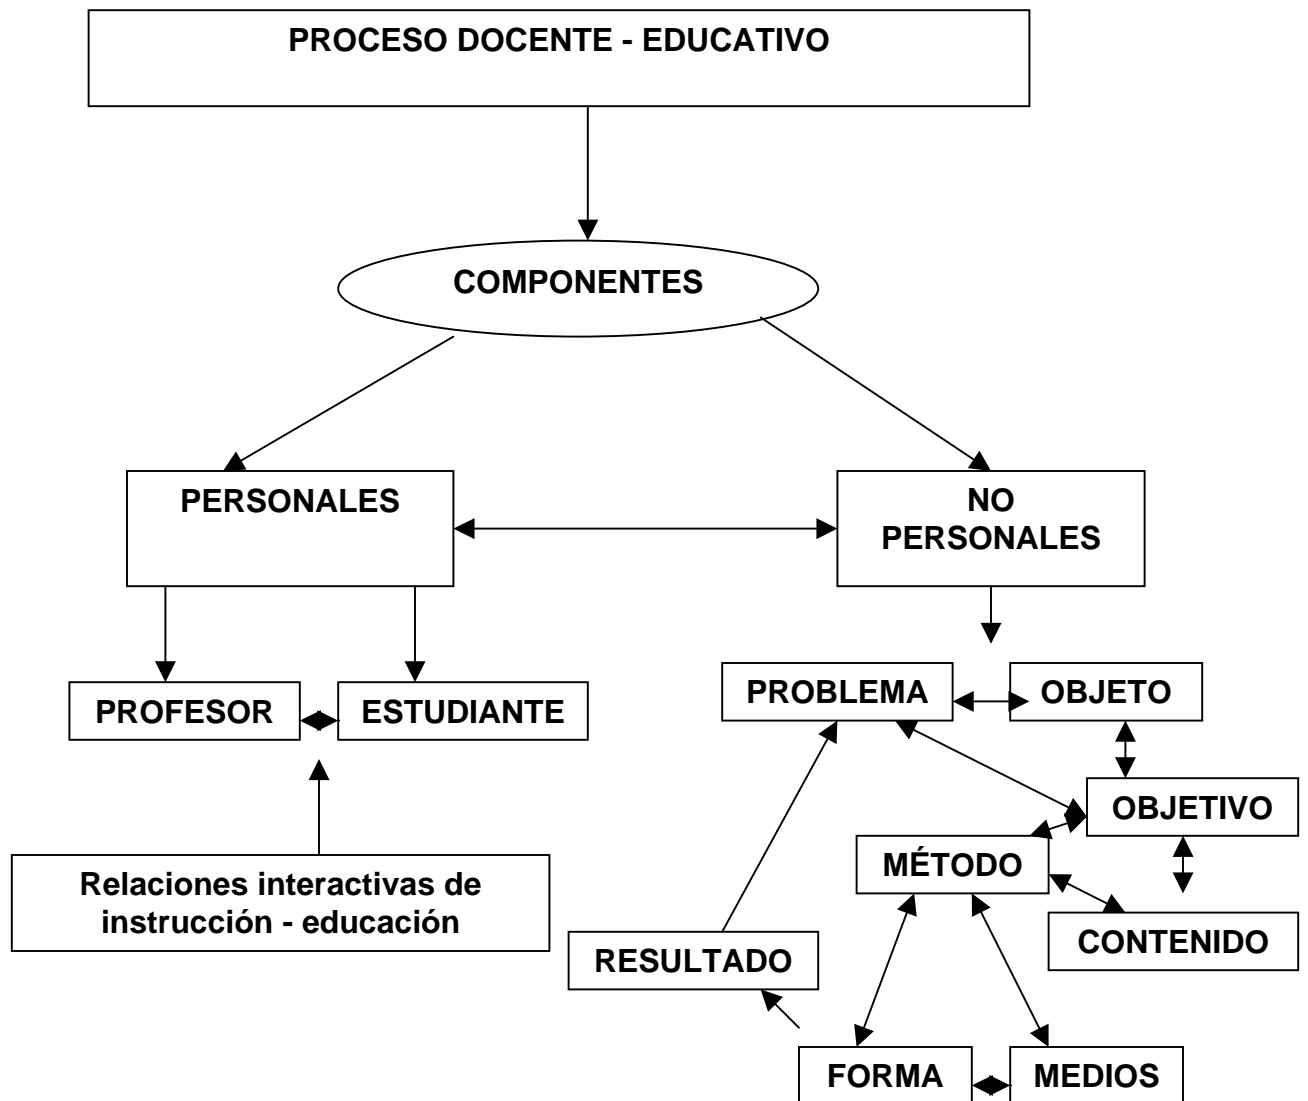 PROCESO DOCENTE - EDUCATIVO
COMPONENTES
PERSONALES
NO
PERSONALES
PROFESOR
ESTUDIANTE
Relaciones interactivas de
instrucción - educación
PROBLEMA
OBJETO
OBJETIVO
MÉTODO
CONTENIDO
RESULTADO
FORMA
MEDIOS